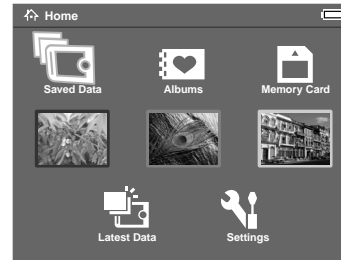 Home
Saved Data
Albums
Memory Card
Latest Data
Settings